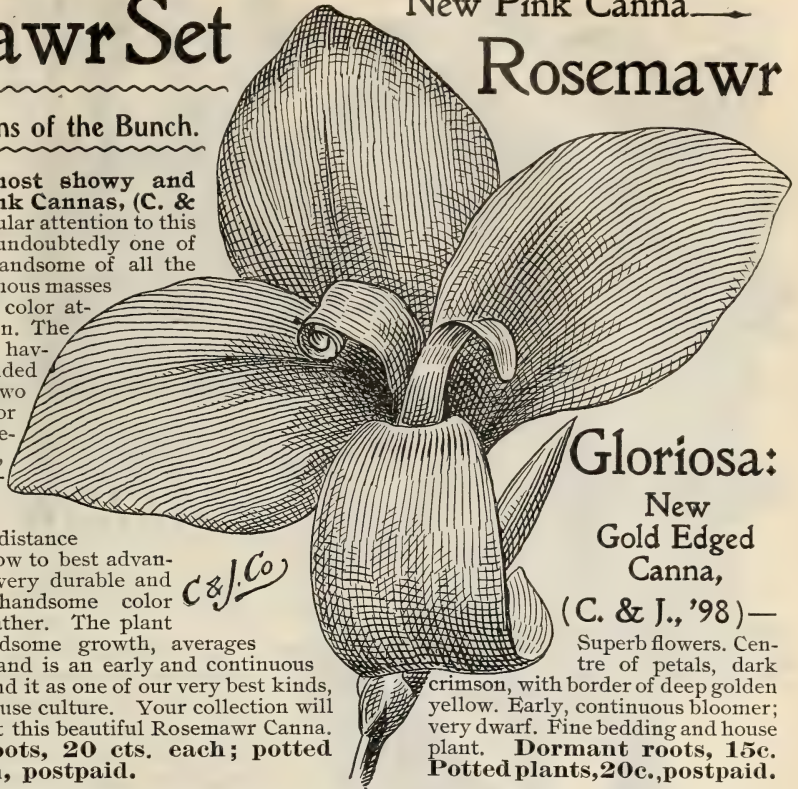 awr Set
ns of the Bunch.
most showy and
nk Cannas, (C. &
ular attention to this
undoubtedly one of
andsome of all the
nous masses
color at-
n. The
hav-
ded
wo
or
e-
distance
ow to best advan-
very durable and
handsome color
ather. The plant
dsome growth, averages
and is an early and continuous
nd it as one of our very best kinds,
use culture. Your collection will
t this beautiful Rosemawr Canna.
oots, 20 cts. each; potted
, postpaid.
C & J. Co
New Pink Canna
Rosemawr
Gloriosa:
New
Gold Edged
Canna,
(C. & J., '98)—
Superb flowers. Cen-
tre of petals, dark
crimson, with border of deep golden
yellow. Early, continuous bloomer;
very dwarf. Fine bedding and house
plant. Dormant roots, 15c.
Potted plants, 20c., postpaid.